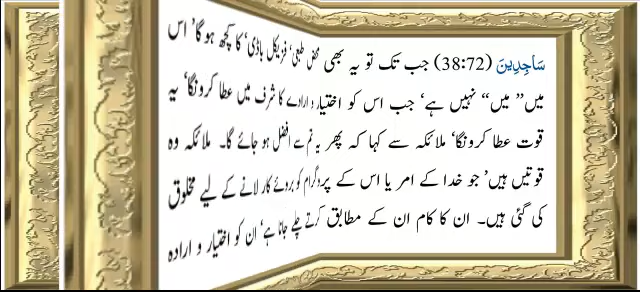 سَاجِدِينَ (38:72) جب تک تو یہ بھی محض طبعی‘ فزیکل باڈی‘ کا کچھ ہوگا‘ اس
میں ”میں“ نہیں ہے‘ جب اس کو اختیار و ارادے کا شرف میں عطا کرونگا‘ یہ
قوت عطا کرونگا‘ ملائکہ سے کہا کہ پھر یہ تم سے افضل ہو جائے گا۔ ملائکہ وہ
قوتیں ہیں‘ جو خدا کے امر یا اس کے پروگرام کو بروئے کار لانے کے لیے مخلوق
کی گئی ہیں۔ ان کا کام ان کے مطابق کرتے چلے جانا ہے‘ ان کو اختیار و ارادہ